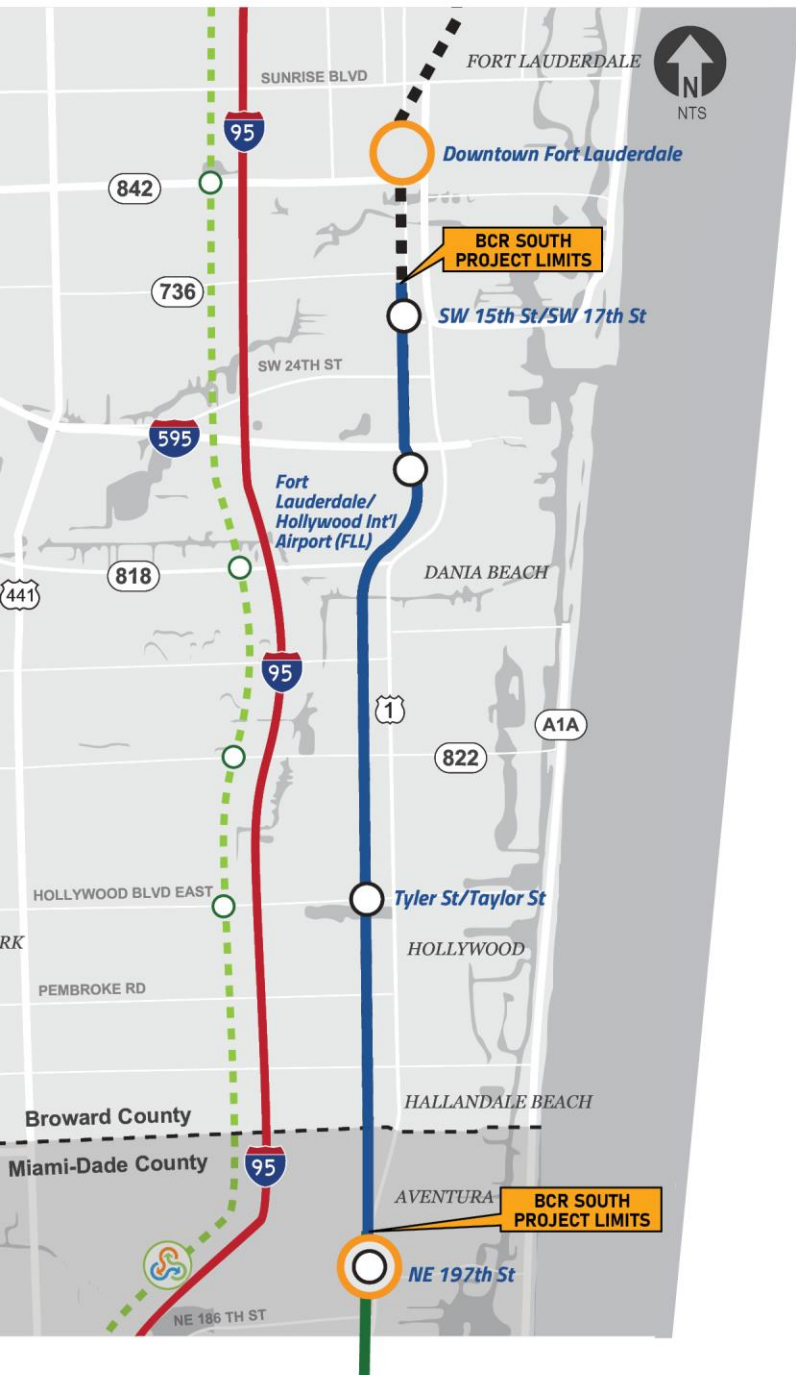 FORT LAUDERDALE
N
NTS
SUNRISE BLVD
95
Downtown Fort Lauderdale
842
BCR SOUTH
PROJECT LIMITS
736
SW 15th St/SW 17th St
SW 24TH ST
595
Fort
Lauderdale/
Hollywood Int'l
Airport (FLL)
818
DANIA BEACH
441
95
1
A1A
822
HOLLYWOOD BLVD EAST
Tyler St/Taylor St
RK
HOLLYWOOD
PEMBROKE RD
HALLANDALE BEACH
Broward County
Miami-Dade County
95
AVENTURA
BCR SOUTH
PROJECT LIMITS
NE 197th St
NE 186 TH ST